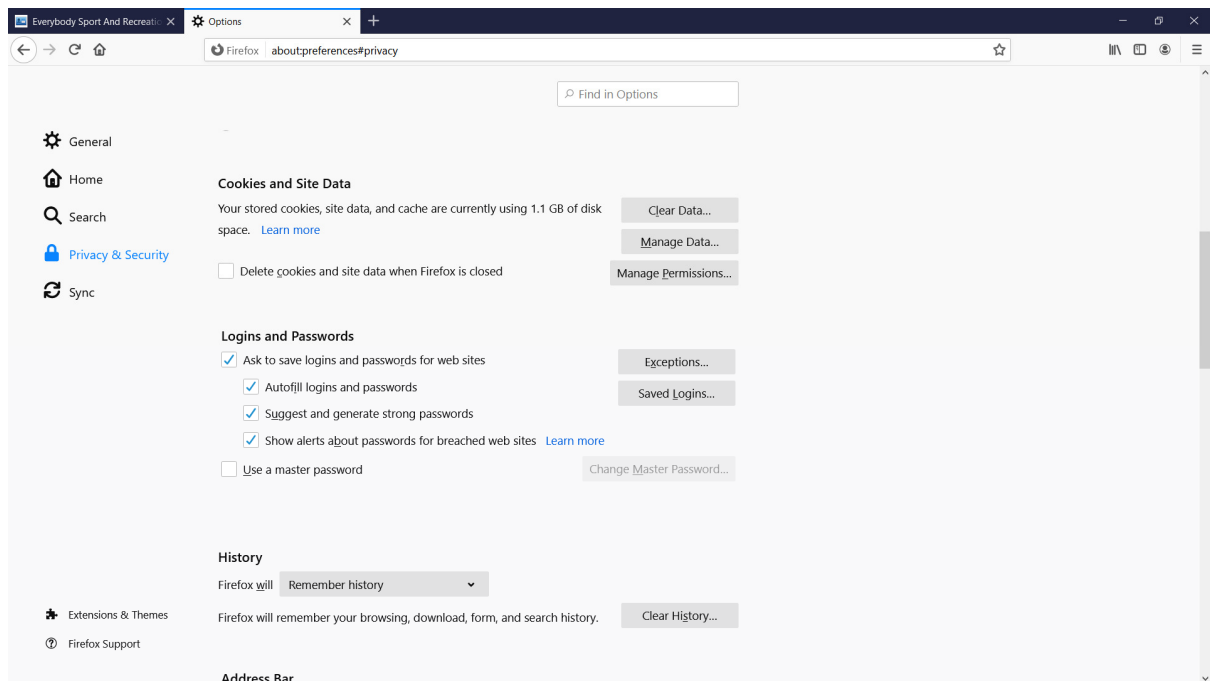 Everybody Sport And Recreatio
Options
Firefox
about:preferences#privacy
Find in Options
General
Home
Search
Privacy & Security
Sync
Extensions & Themes
Firefox Support
Cookies and Site Data
Your stored cookies, site data, and cache are currently using 1.1 GB of disk
space. Learn more
Clear Data...
Manage Data...
Delete cookies and site data when Firefox is closed
Manage Permissions...
Logins and Passwords
Ask to save logins and passwords for web sites
Exceptions...
Autofill logins and passwords
Saved Logins...
Suggest and generate strong passwords
Show alerts about passwords for breached web sites Learn more
Use a master password
Change Master Password...
History
Firefox will Remember history
Firefox will remember your browsing, download, form, and search history.
Clear History...
Address Bar